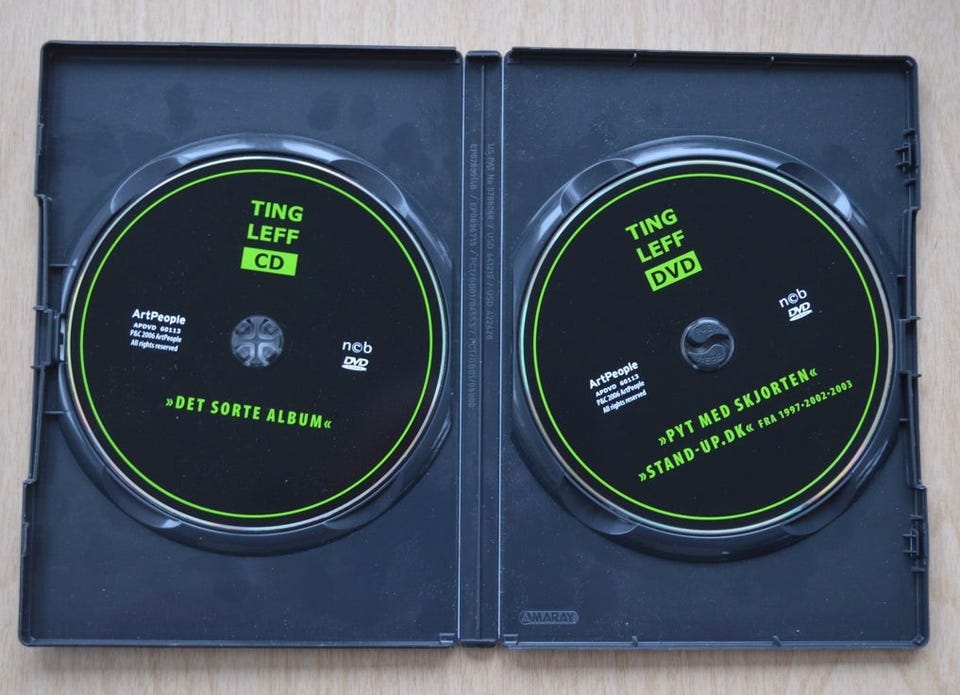 TING
LEFF
CD
ArtPeople
APDVD 60113
P&C 2006 ArtPeople
All rights reserved
n©b
DVD
»DET SORTE ALBUM«
TING
LEFF
DVD
n©b
DVD
ArtPeople
APDVD 60113
P&C 2006 ArtPeople
All rights reserved
»PYT MED SKJORTEN«
»STAND-UP.DK« FRA 1997-2002-2003
AMARAY